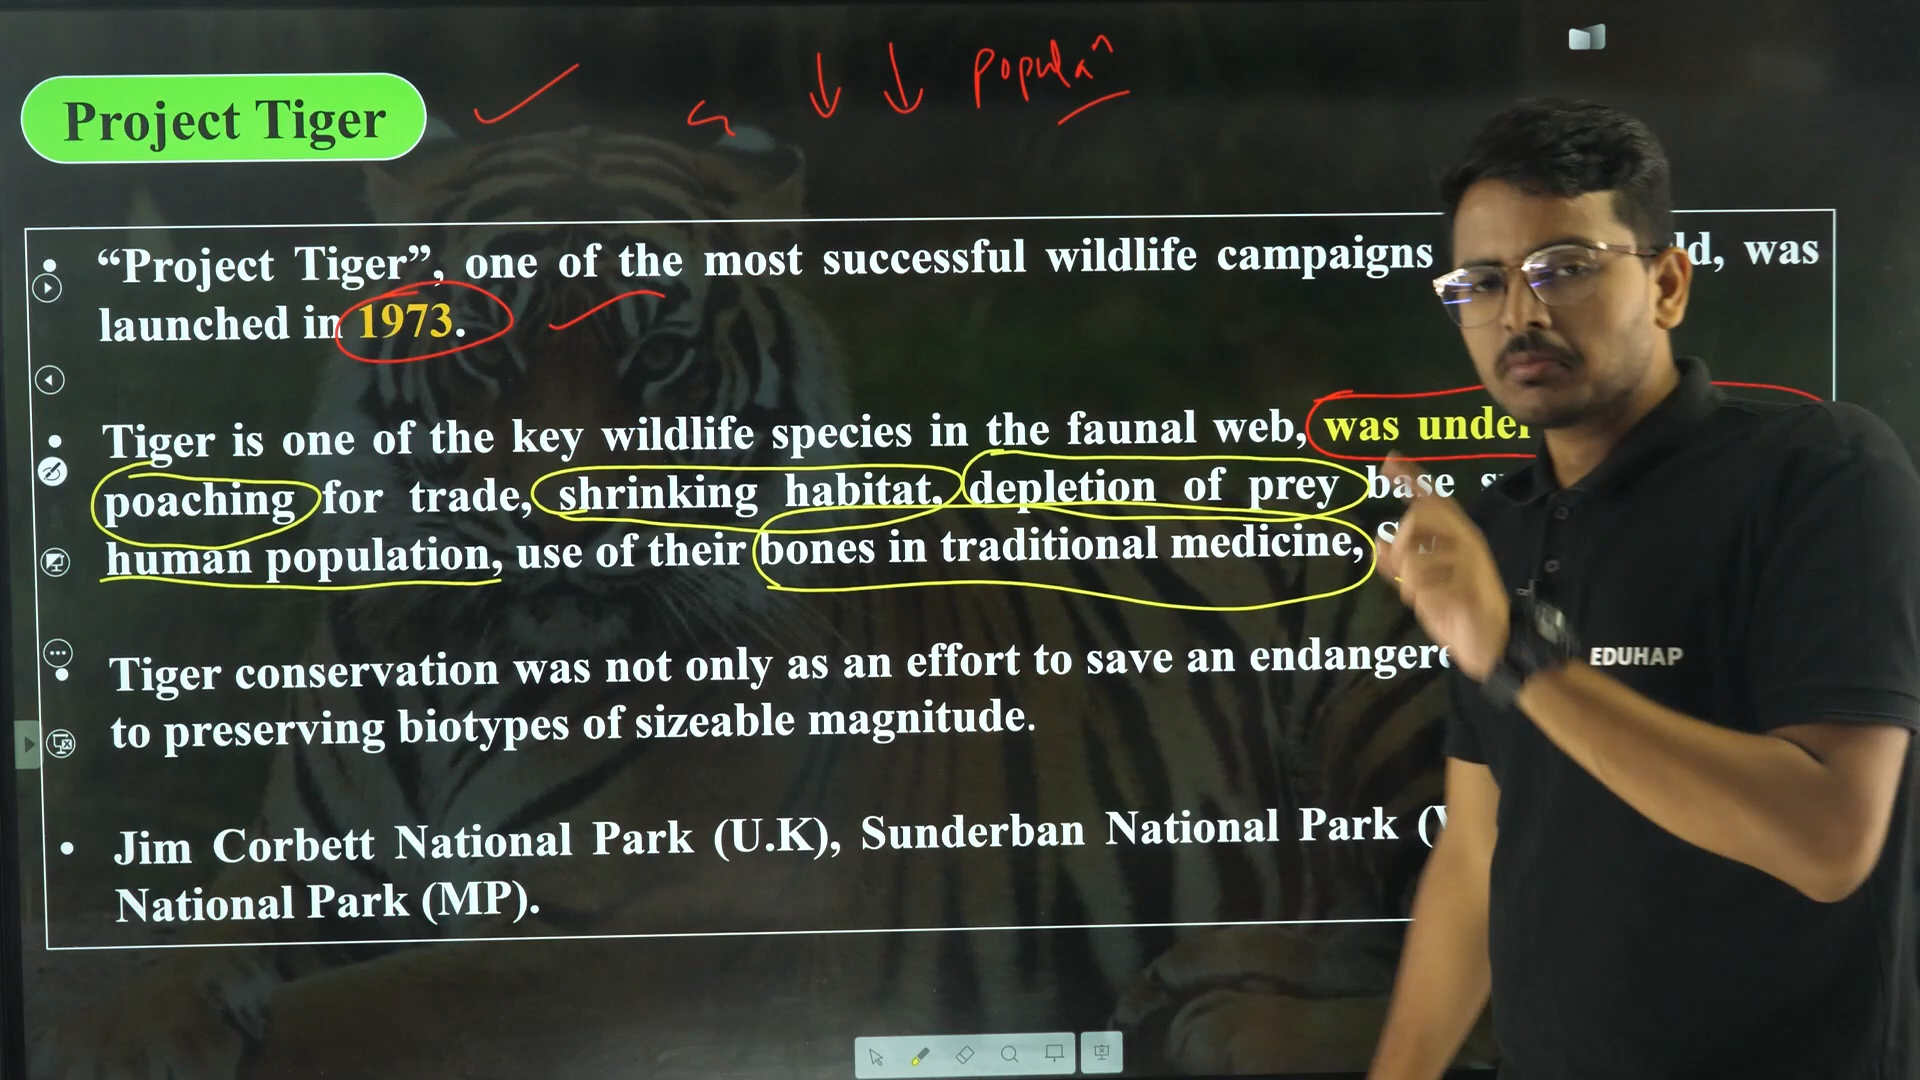 Project Tiger
↓ ↓ Populaⁿ
“Project Tiger”, one of the most successful wildlife campaigns ld, was
launched in 1973.
Tiger is one of the key wildlife species in the faunal web, was under
poaching for trade, shrinking habitat, depletion of prey base
human population, use of their bones in traditional medicine,
Tiger conservation was not only as an effort to save an
to preserving biotypes of sizeable magnitude.
Jim Corbett National Park (U.K), Sunderban National Park (
National Park (MP).
EDUHAP